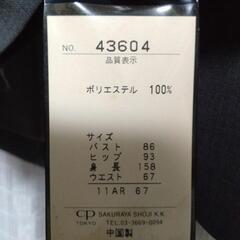 NO. 43604
品質表示
ポリエステル 100%
サイズ
バスト 86
ヒップ 93
身長 158
ウエスト 67
11AR 67
CP SAKURAYA SHOJI K.K.
TOKYO TEL.03-3669-0094
中国製